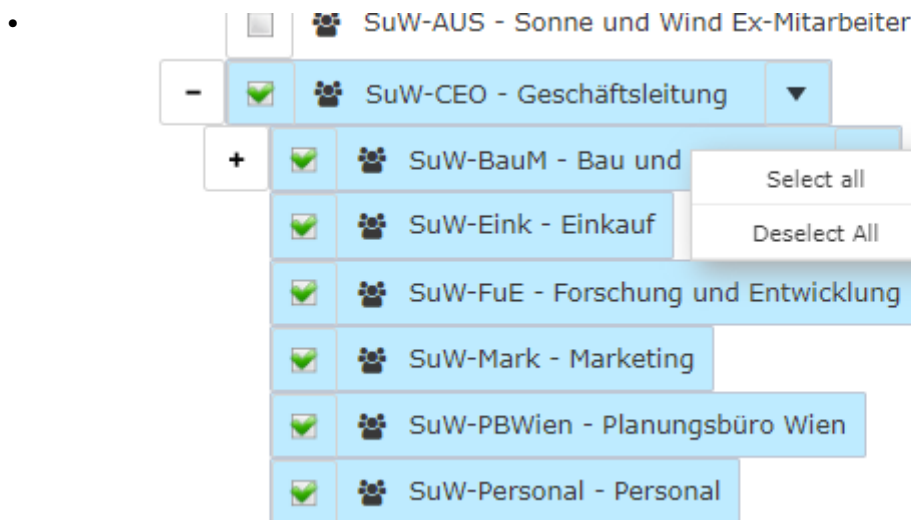 SuW-AUS - Sonne und Wind Ex-Mitarbeiter
SuW-CEO - Geschäftsleitung
SuW-BauM - Bau und
Select all
SuW-Eink - Einkauf
Deselect All
SuW-FuE - Forschung und Entwicklung
SuW-Mark - Marketing
SuW-PBWien - Planungsbüro Wien
SuW-Personal - Personal